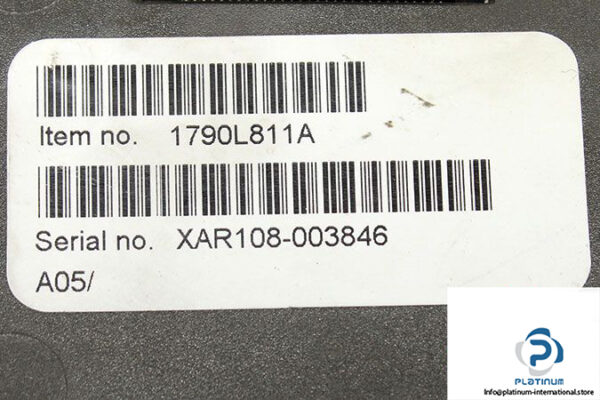 Item no. 1790L811A
Serial no. XAR108-003846
A05/
PLATINUM
Info@platinum-international.store